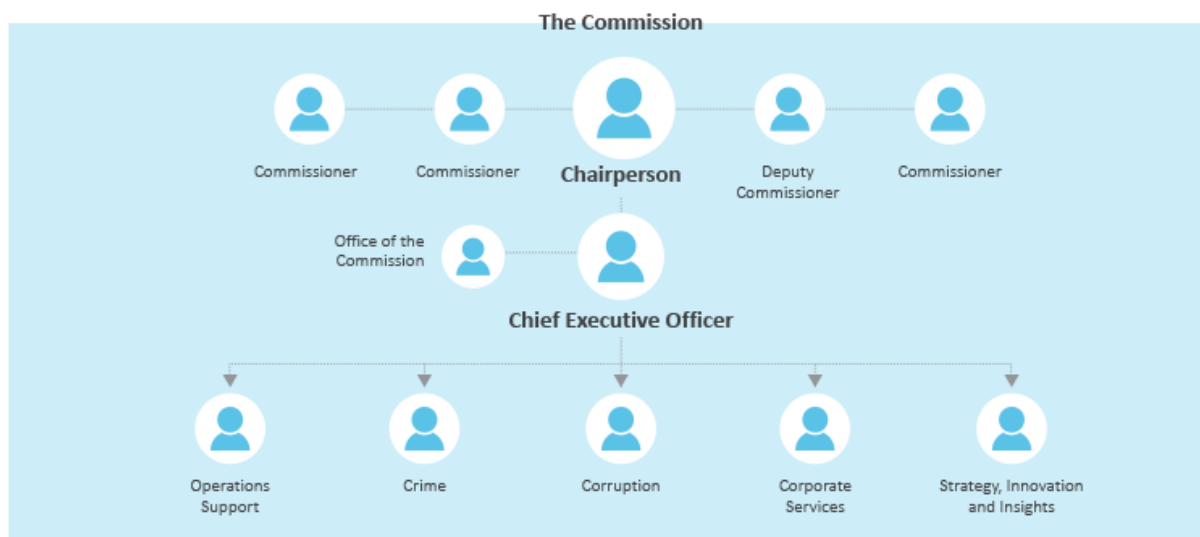 The Commission
Commissioner
Commissioner
Chairperson
Deputy
Commissioner
Commissioner
Office of the
Commission
Chief Executive Officer
Operations
Support
Crime
Corruption
Corporate
Services
Strategy, Innovation
and Insights